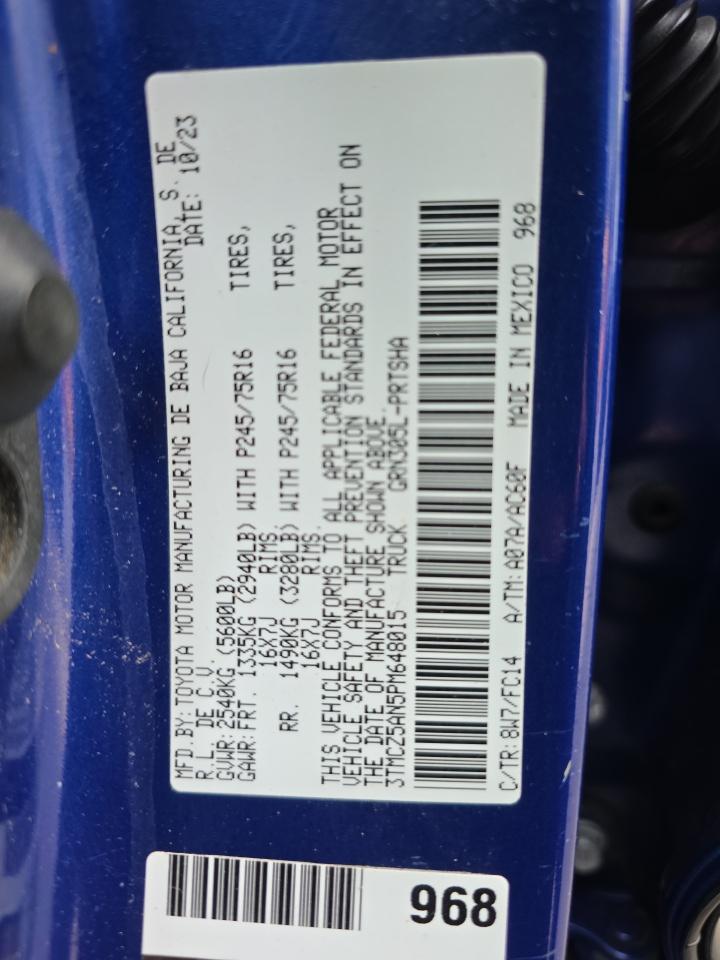 MFD.BY:TOYOTA MOTOR MANUFACTURING DE BAJA CALIFORNIA, S. DE
R.L. DE C.V. DATE: 10/23
GVWR:2540KG (5600LB)
GAWR:FRT. 1335KG (2940LB) WITH P245/75R16 TIRES,
16X7J RIMS.
RR. 1490KG (3280LB) WITH P245/75R16 TIRES,
16X7J RIMS.
THIS VEHICLE CONFORMS TO ALL APPLICABLE FEDERAL MOTOR
VEHICLE SAFETY AND THEFT PREVENTION STANDARDS IN EFFECT ON
THE DATE OF MANUFACTURE SHOWN ABOVE.
3TMCZ5AN5PM648015 TRUCK GRN305L-PRTSHA
C/TR:8W7/FC14 A/TM:A07A/AC60F MADE IN MEXICO 968
968